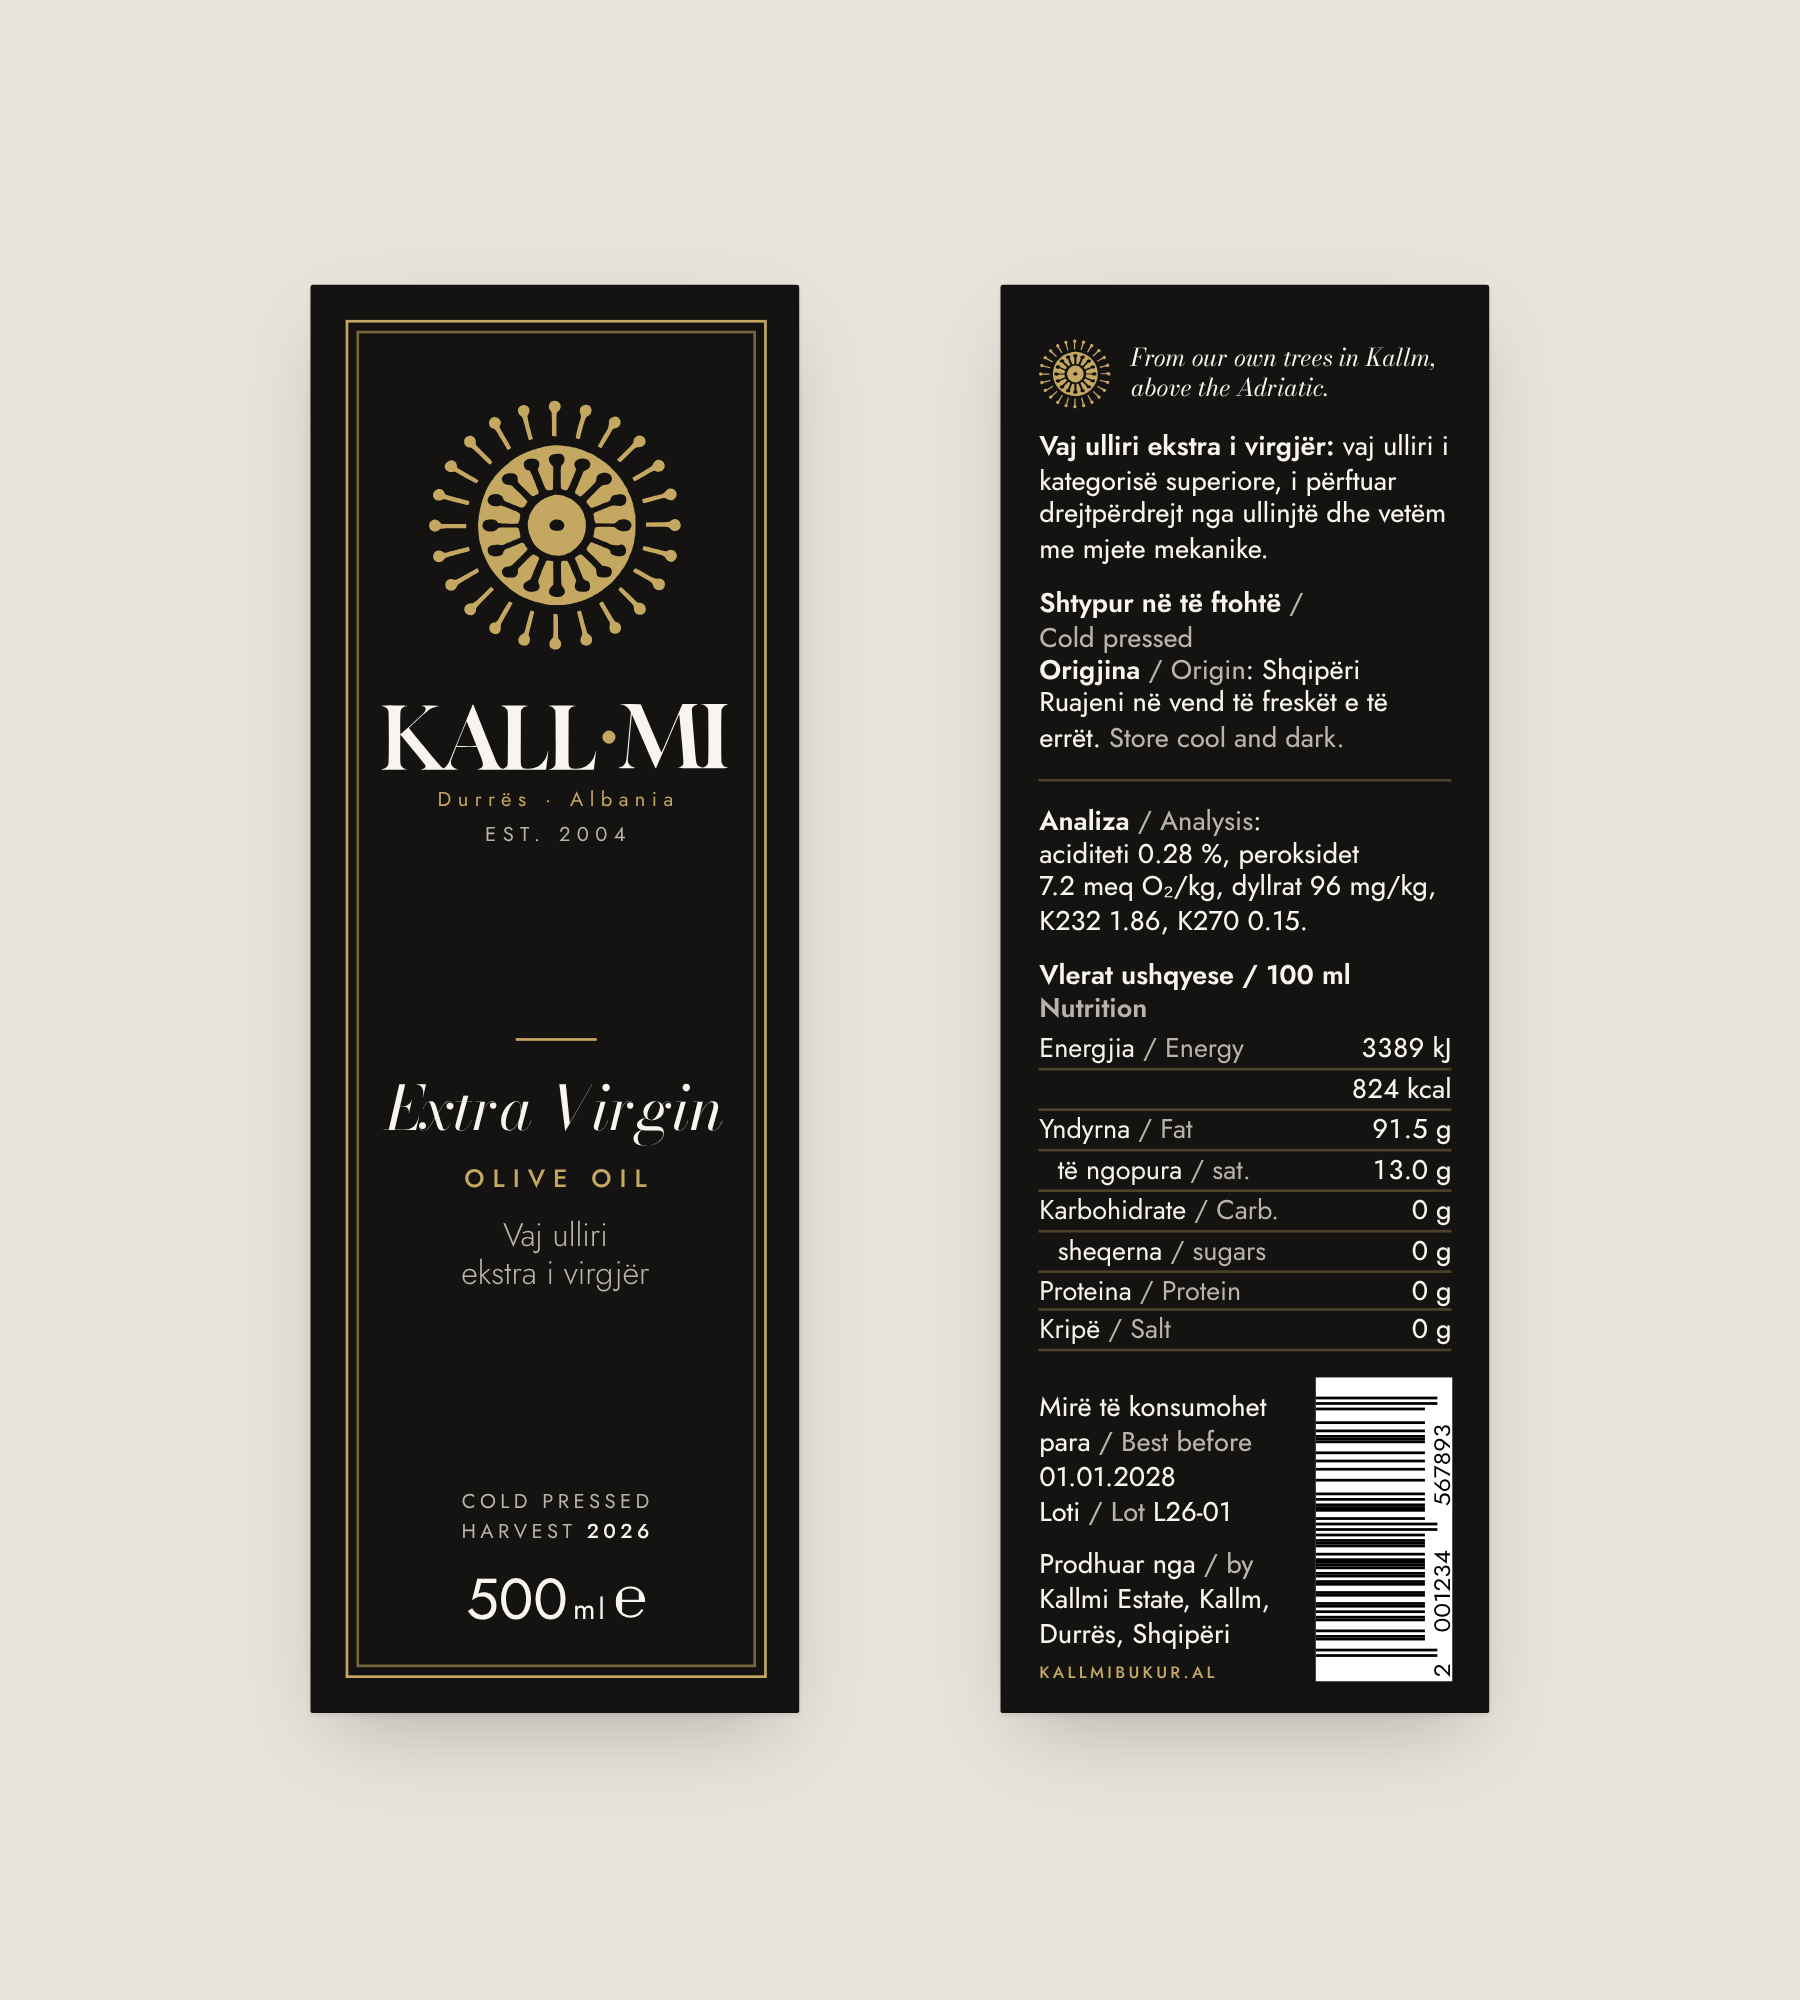 KALL·MI
Durrës · Albania
EST. 2004
Extra Virgin
OLIVE OIL
Vaj ulliri
ekstra i virgjër
COLD PRESSED
HARVEST 2026
500 ml ℮
From our own trees in Kallm,
above the Adriatic.
Vaj ulliri ekstra i virgjër: vaj ulliri i
kategorisë superiore, i përftuar
drejtpërdrejt nga ullinjtë dhe vetëm
me mjete mekanike.
Shtypur në të ftohtë /
Cold pressed
Origjina / Origin: Shqipëri
Ruajeni në vend të freskët e të
errët. Store cool and dark.
Analiza / Analysis:
aciditeti 0.28 %, peroksidet
7.2 meq O₂/kg, dyllrat 96 mg/kg,
K232 1.86, K270 0.15.
Vlerat ushqyese / 100 ml
Nutrition
Energjia / Energy 3389 kJ
824 kcal
Yndyrna / Fat 91.5 g
të ngopura / sat. 13.0 g
Karbohidrate / Carb. 0 g
sheqerna / sugars 0 g
Proteina / Protein 0 g
Kripë / Salt 0 g
Mirë të konsumohet
para / Best before
01.01.2028
Loti / Lot L26-01
Prodhuar nga / by
Kallmi Estate, Kallm,
Durrës, Shqipëri
KALLMIBUKUR.AL
2 001234 567893